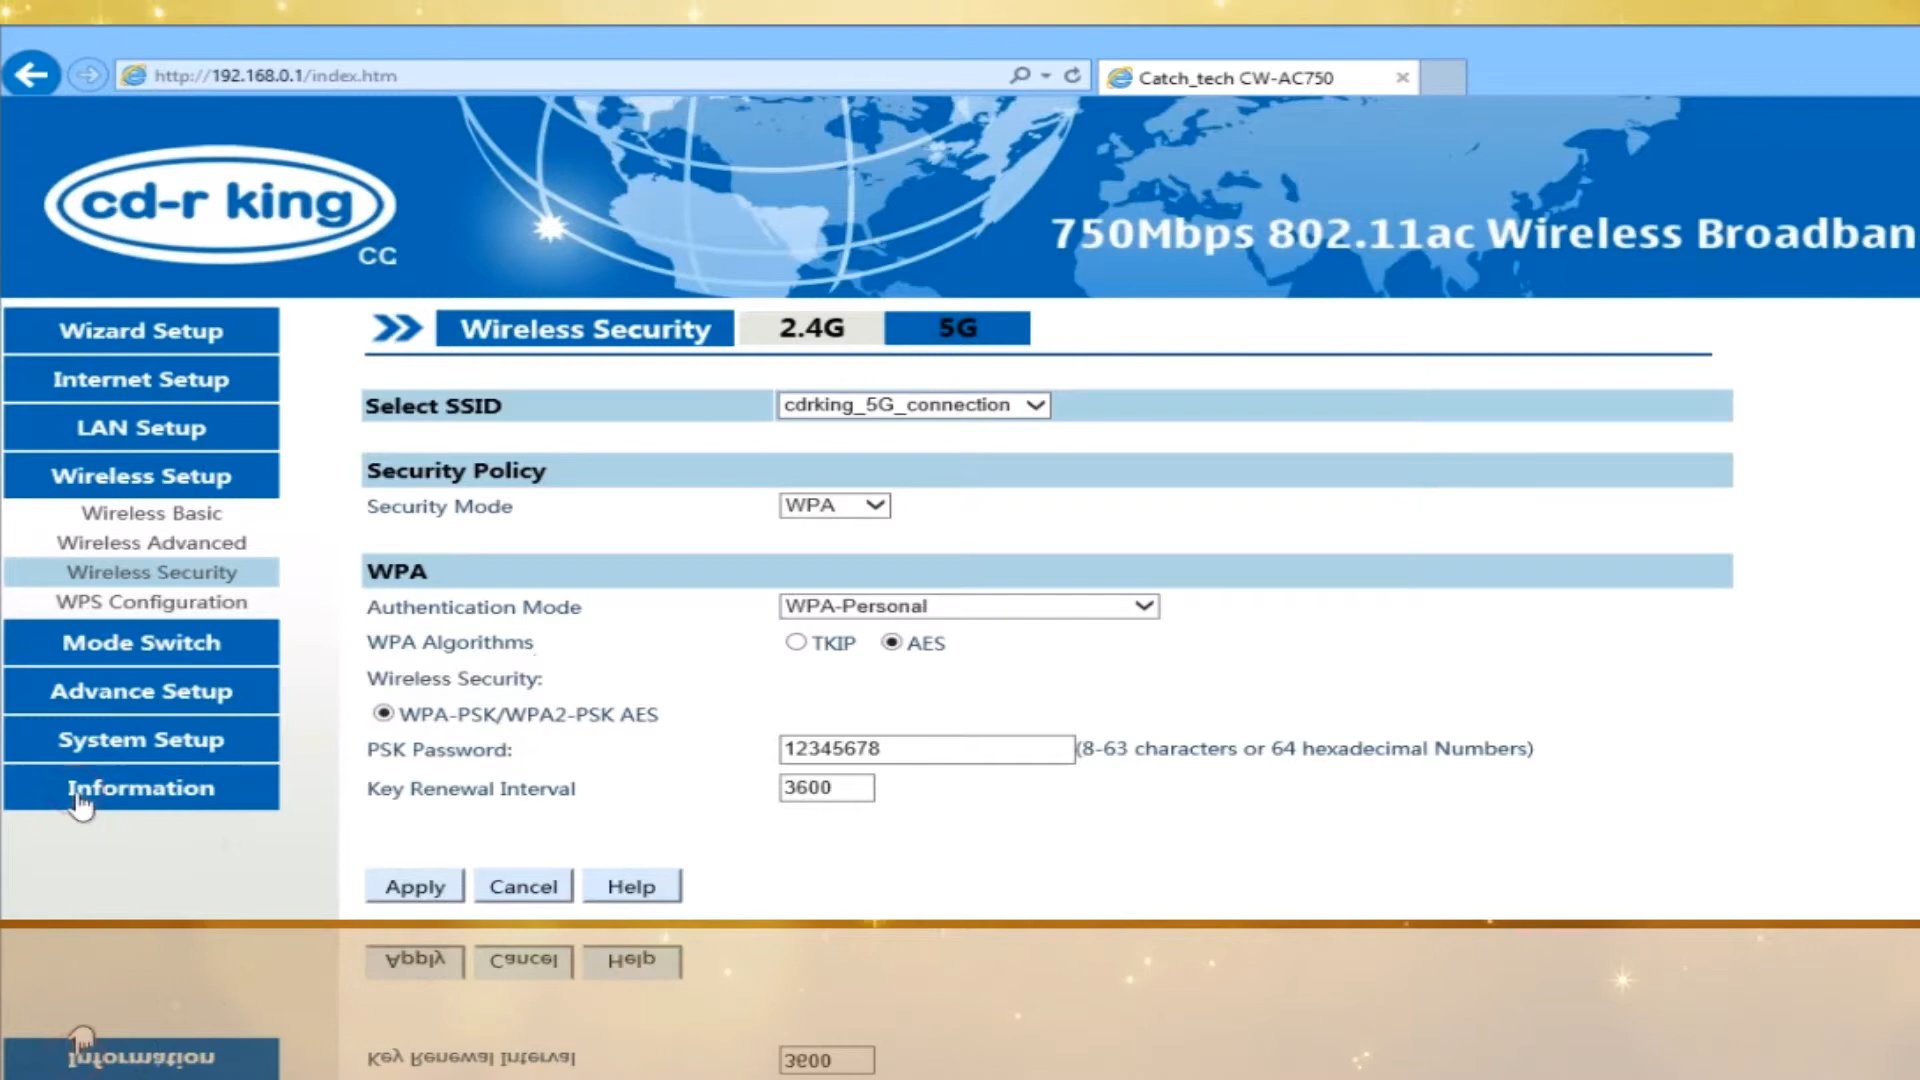 http://192.168.0.1/index.htm
Catch_tech CW-AC750
cd-r king
CC
750Mbps 802.11ac Wireless Broadban
Wizard Setup
Internet Setup
LAN Setup
Wireless Setup
Wireless Basic
Wireless Advanced
Wireless Security
WPS Configuration
Mode Switch
Advance Setup
System Setup
Information
Wireless Security 2.4G 5G
Select SSID cdrking_5G_connection
Security Policy
Security Mode WPA
WPA
Authentication Mode WPA-Personal
WPA Algorithms TKIP AES
Wireless Security:
WPA-PSK/WPA2-PSK AES
PSK Password: 12345678 (8-63 characters or 64 hexadecimal Numbers)
Key Renewal Interval 3600
Apply Cancel Help
Apply Cancel Help
Information Key Renewal Interval 3600